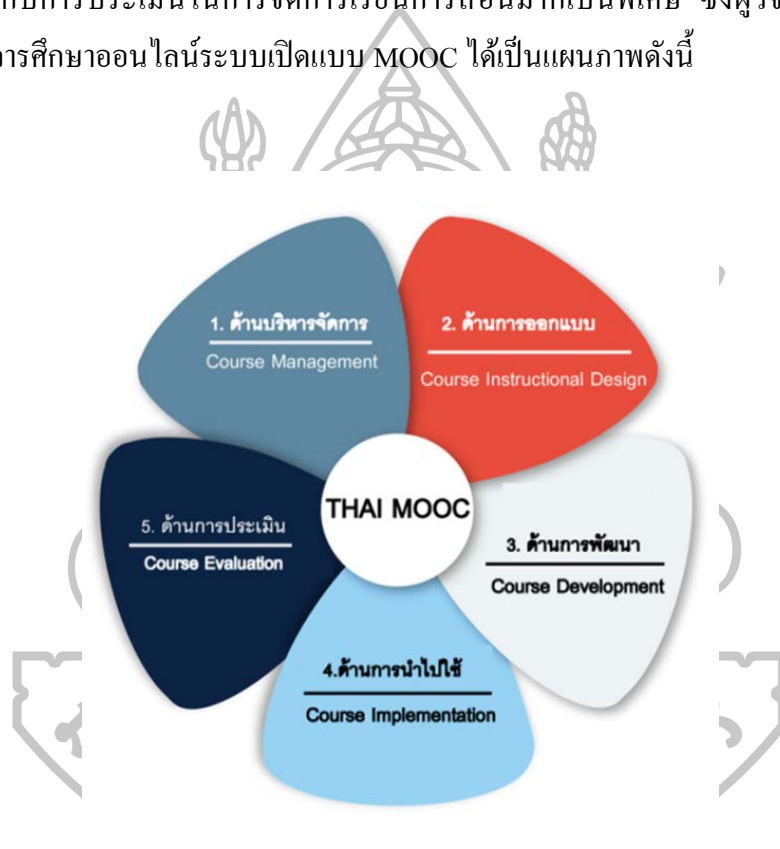 การศึกษาออนไลน์ระบบเปิดแบบ MOOC ได้เป็นแผนภาพดังนี้
1. ด้านบริหารจัดการ
Course Management
2. ด้านการออกแบบ
Course Instructional Design
THAI MOOC
3. ด้านการพัฒนา
Course Development
4.ด้านการนำไปใช้
Course Implementation
5. ด้านการประเมิน
Course Evaluation